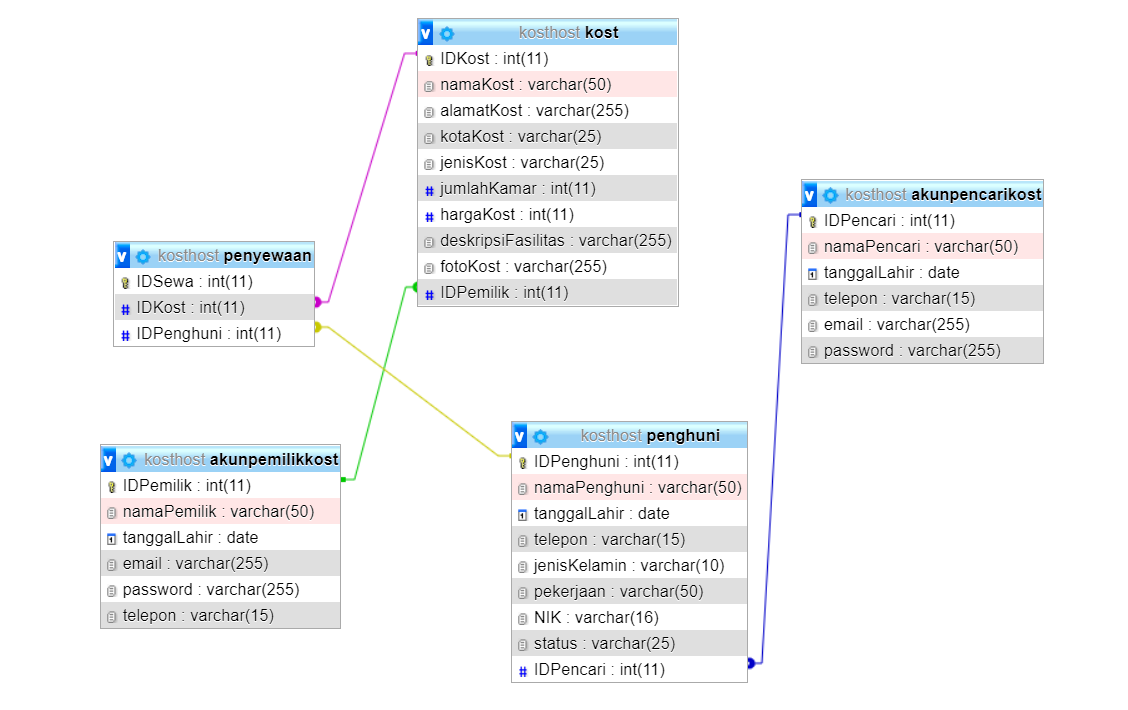 kosthost kost
IDKost : int(11)
namaKost : varchar(50)
alamatKost : varchar(255)
kotaKost : varchar(25)
jenisKost : varchar(25)
jumlahKamar : int(11)
hargaKost : int(11)
deskripsiFasilitas : varchar(255)
fotoKost : varchar(255)
IDPemilik : int(11)
kosthost akunpencarikost
IDPencari : int(11)
namaPencari : varchar(50)
tanggalLahir : date
telepon : varchar(15)
email : varchar(255)
password : varchar(255)
kosthost penyewaan
IDSewa : int(11)
IDKost : int(11)
IDPenghuni : int(11)
kosthost akunpemilikkost
IDPemilik : int(11)
namaPemilik : varchar(50)
tanggalLahir : date
email : varchar(255)
password : varchar(255)
telepon : varchar(15)
kosthost penghuni
IDPenghuni : int(11)
namaPenghuni : varchar(50)
tanggalLahir : date
telepon : varchar(15)
jenisKelamin : varchar(10)
pekerjaan : varchar(50)
NIK : varchar(16)
status : varchar(25)
IDPencari : int(11)